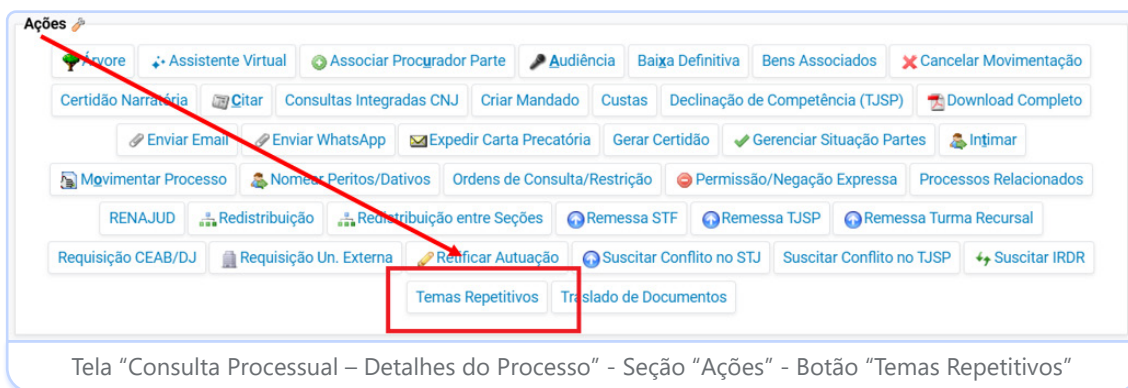 Ações
Árvore Assistente Virtual Associar Procurador Parte Audiência Baixa Definitiva Bens Associados Cancelar Movimentação
Certidão Narratória Citar Consultas Integradas CNJ Criar Mandado Custas Declinação de Competência (TJSP) Download Completo
Enviar Email Enviar WhatsApp Expedir Carta Precatória Gerar Certidão Gerenciar Situação Partes Intimar
Movimentar Processo Nomear Peritos/Dativos Ordens de Consulta/Restrição Permissão/Negação Expressa Processos Relacionados
RENAJUD Redistribuição Redistribuição entre Seções Remessa STF Remessa TJSP Remessa Turma Recursal
Requisição CEAB/DJ Requisição Un. Externa Retificar Autuação Suscitar Conflito no STJ Suscitar Conflito no TJSP Suscitar IRDR
Temas Repetitivos Traslado de Documentos
Tela “Consulta Processual – Detalhes do Processo” - Seção “Ações” - Botão “Temas Repetitivos”